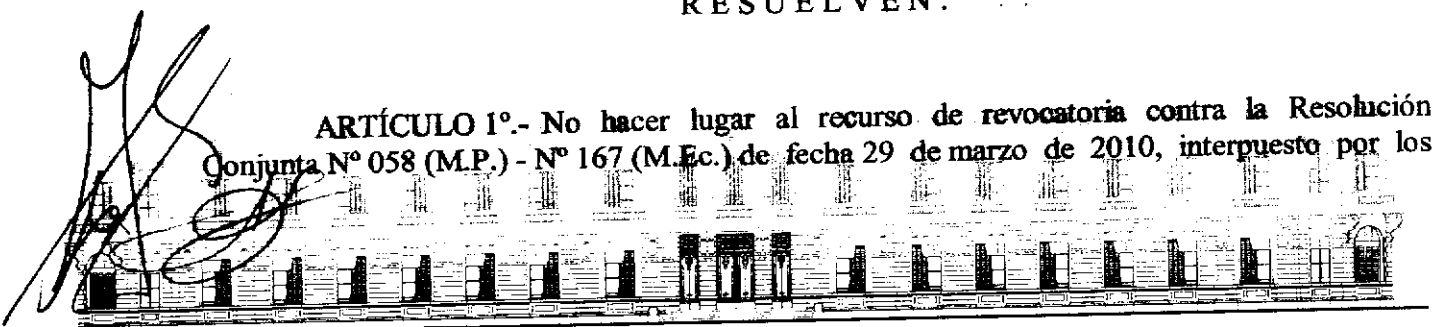 RESUELVEN:
ARTÍCULO 1º.- No hacer lugar al recurso de revocatoria contra la Resolución
Conjunta Nº 058 (M.P.) - Nº 167 (M.Ec.) de fecha 29 de marzo de 2010, interpuesto por los